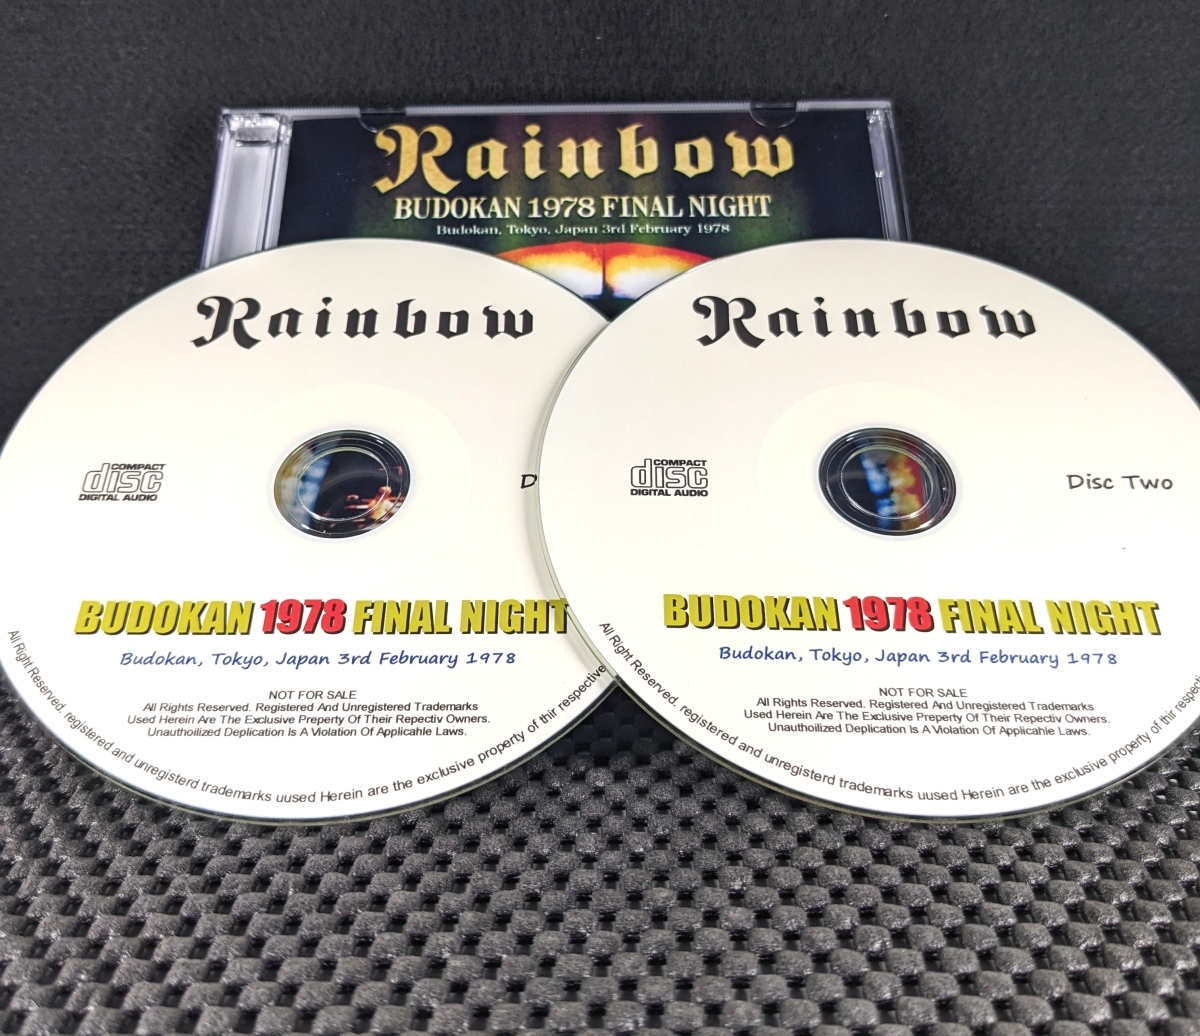 Rainbow
BUDOKAN 1978 FINAL NIGHT
Budokan, Tokyo, Japan 3rd February 1978
Rainbow
COMPACT
disc
DIGITAL AUDIO
D
BUDOKAN 1978 FINAL NIGHT
Budokan, Tokyo, Japan 3rd February 1978
NOT FOR SALE
All Rights Reserved. Registered And Unregistered Trademarks
Used Herein Are The Exclusive Preperty Of Their Repectiv Owners.
Unauthoilized Deplication Is A Violation Of Applicahle Laws.
All Right Reserved. registered and unregisterd trademarks uused Herein are the exclusive property of thir respective
Rainbow
COMPACT
disc
DIGITAL AUDIO
Disc Two
BUDOKAN 1978 FINAL NIGHT
Budokan, Tokyo, Japan 3rd February 1978
NOT FOR SALE
All Rights Reserved. Registered And Unregistered Trademarks
Used Herein Are The Exclusive Preperty Of Their Repectiv Owners.
Unauthoilized Deplication Is A Violation Of Applicahle Laws.
All Right Reserved. registered and unregisterd trademarks uused Herein are the exclusive property of thir